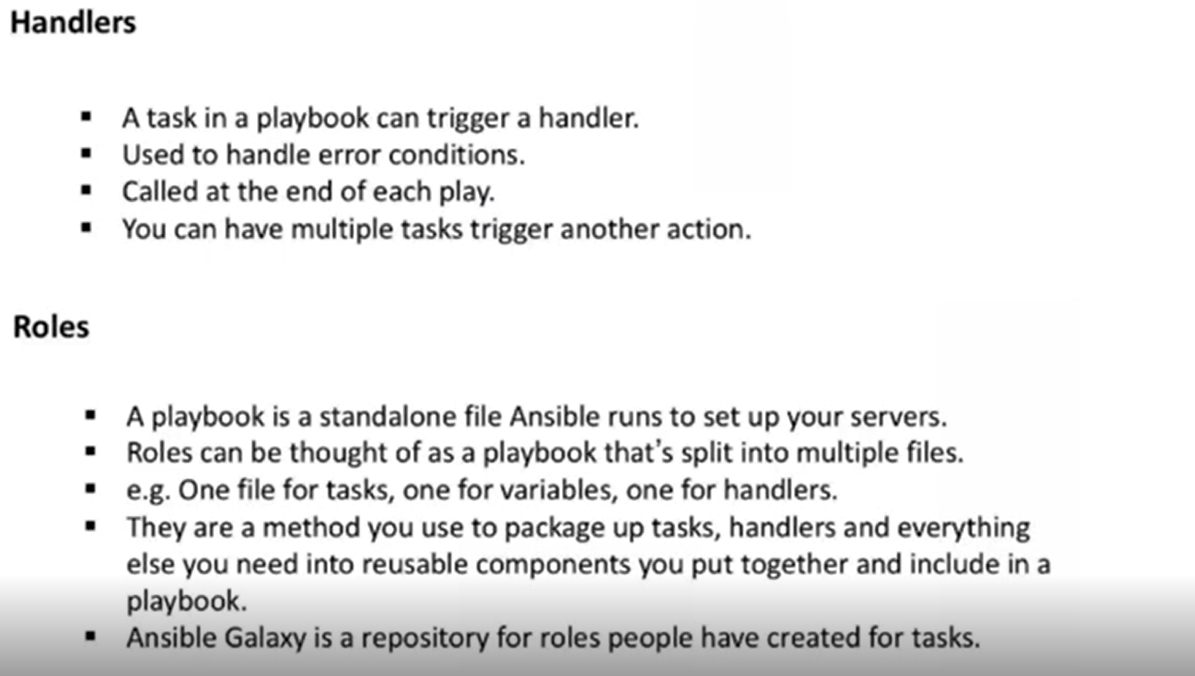 Handlers
▪ A task in a playbook can trigger a handler.
▪ Used to handle error conditions.
▪ Called at the end of each play.
▪ You can have multiple tasks trigger another action.
Roles
▪ A playbook is a standalone file Ansible runs to set up your servers.
▪ Roles can be thought of as a playbook that's split into multiple files.
▪ e.g. One file for tasks, one for variables, one for handlers.
▪ They are a method you use to package up tasks, handlers and everything
else you need into reusable components you put together and include in a
playbook.
▪ Ansible Galaxy is a repository for roles people have created for tasks.